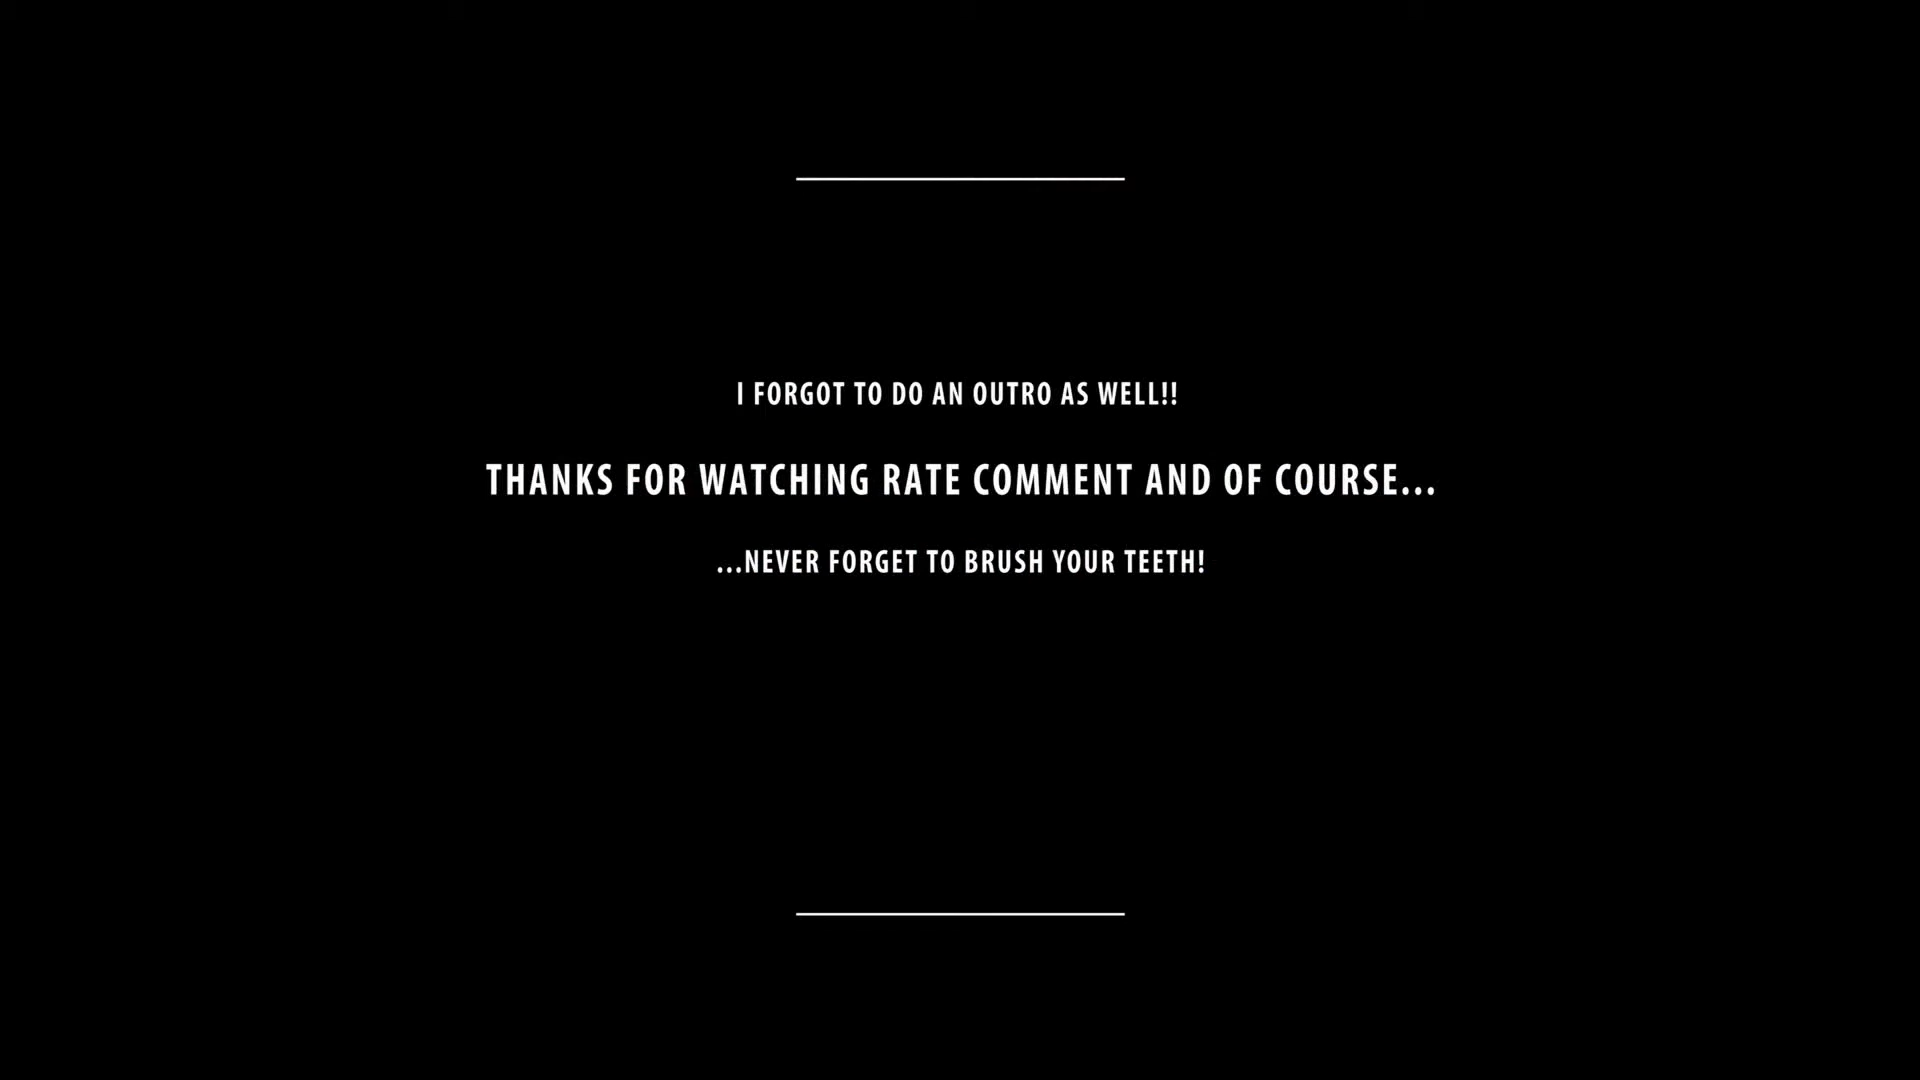 I FORGOT TO DO AN OUTRO AS WELL!!
THANKS FOR WATCHING RATE COMMENT AND OF COURSE...
...NEVER FORGET TO BRUSH YOUR TEETH!